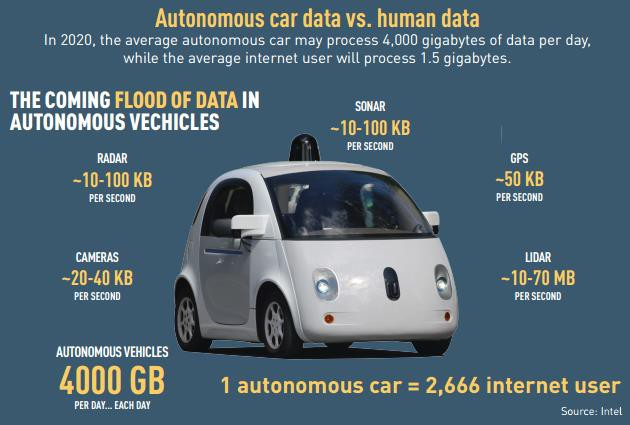 Autonomous car data vs. human data
In 2020, the average autonomous car may process 4,000 gigabytes of data per day,
while the average internet user will process 1.5 gigabytes.
THE COMING FLOOD OF DATA IN
AUTONOMOUS VECHICLES
SONAR
~10-100 KB
PER SECOND
RADAR
~10-100 KB
PER SECOND
GPS
~50 KB
PER SECOND
CAMERAS
~20-40 KB
PER SECOND
LIDAR
~10-70 MB
PER SECOND
AUTONOMOUS VEHICLES
4000 GB
PER DAY... EACH DAY
1 autonomous car = 2,666 internet user
Source: Intel